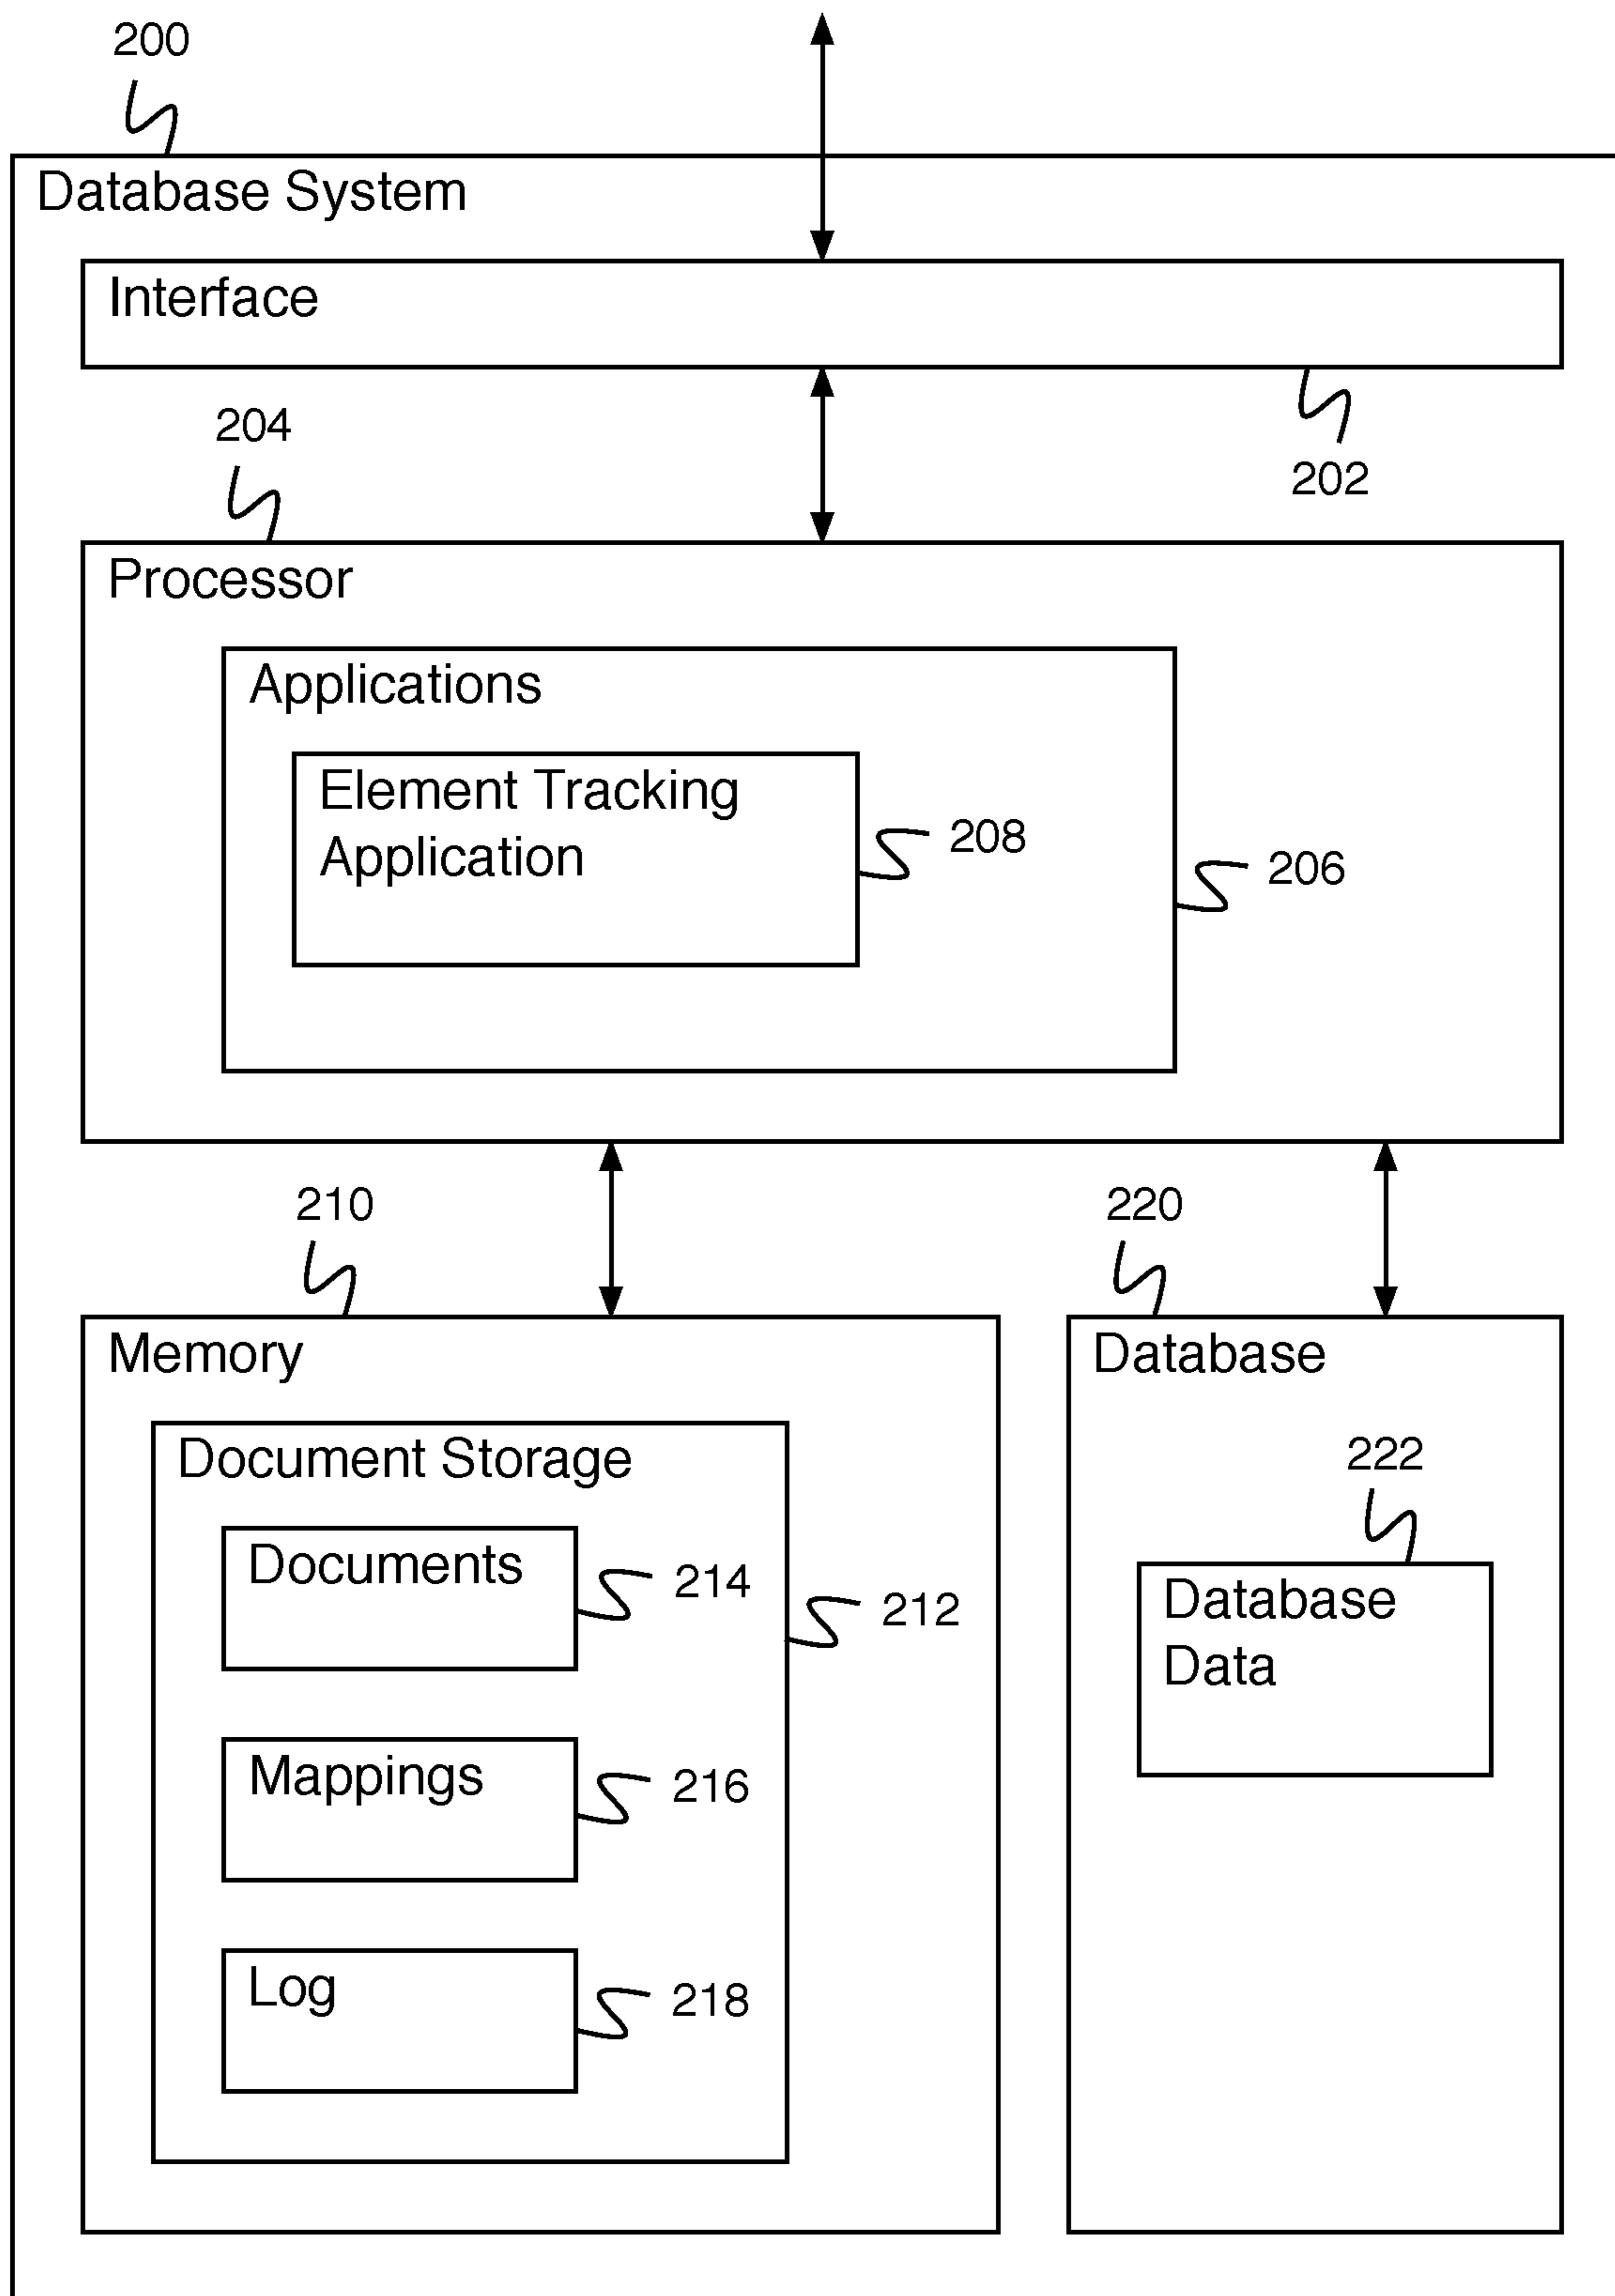 200
Database System
Interface
204
202
Processor
Applications
Element Tracking
Application
208
206
210
220
Memory
Database
Document Storage
222
Documents
214
212
Database
Data
Mappings
216
Log
218